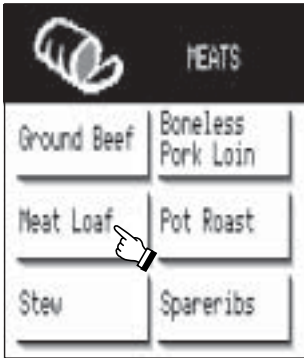 MEATS
Ground Beef
Boneless
Pork Loin
Meat Loaf
Pot Roast
Stew
Spareribs